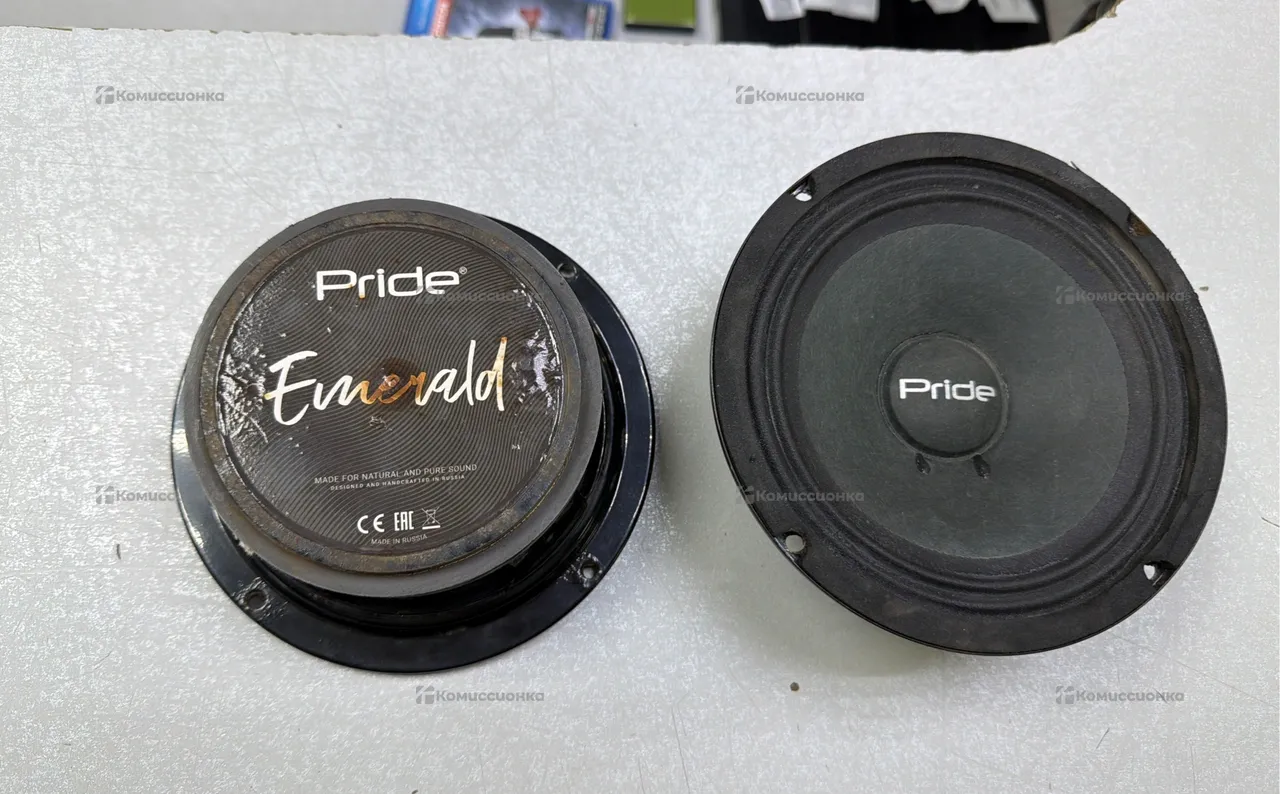 Комиссионка
Комиссионка
Pride®
Emerald
MADE FOR NATURAL AND PURE SOUND
DESIGNED AND HANDCRAFTED IN RUSSIA
CE EAC
MADE IN RUSSIA
Pride
Комиссионка
Комиссионка
Комисс
Комиссионка
Комиссионка
Комиссионка